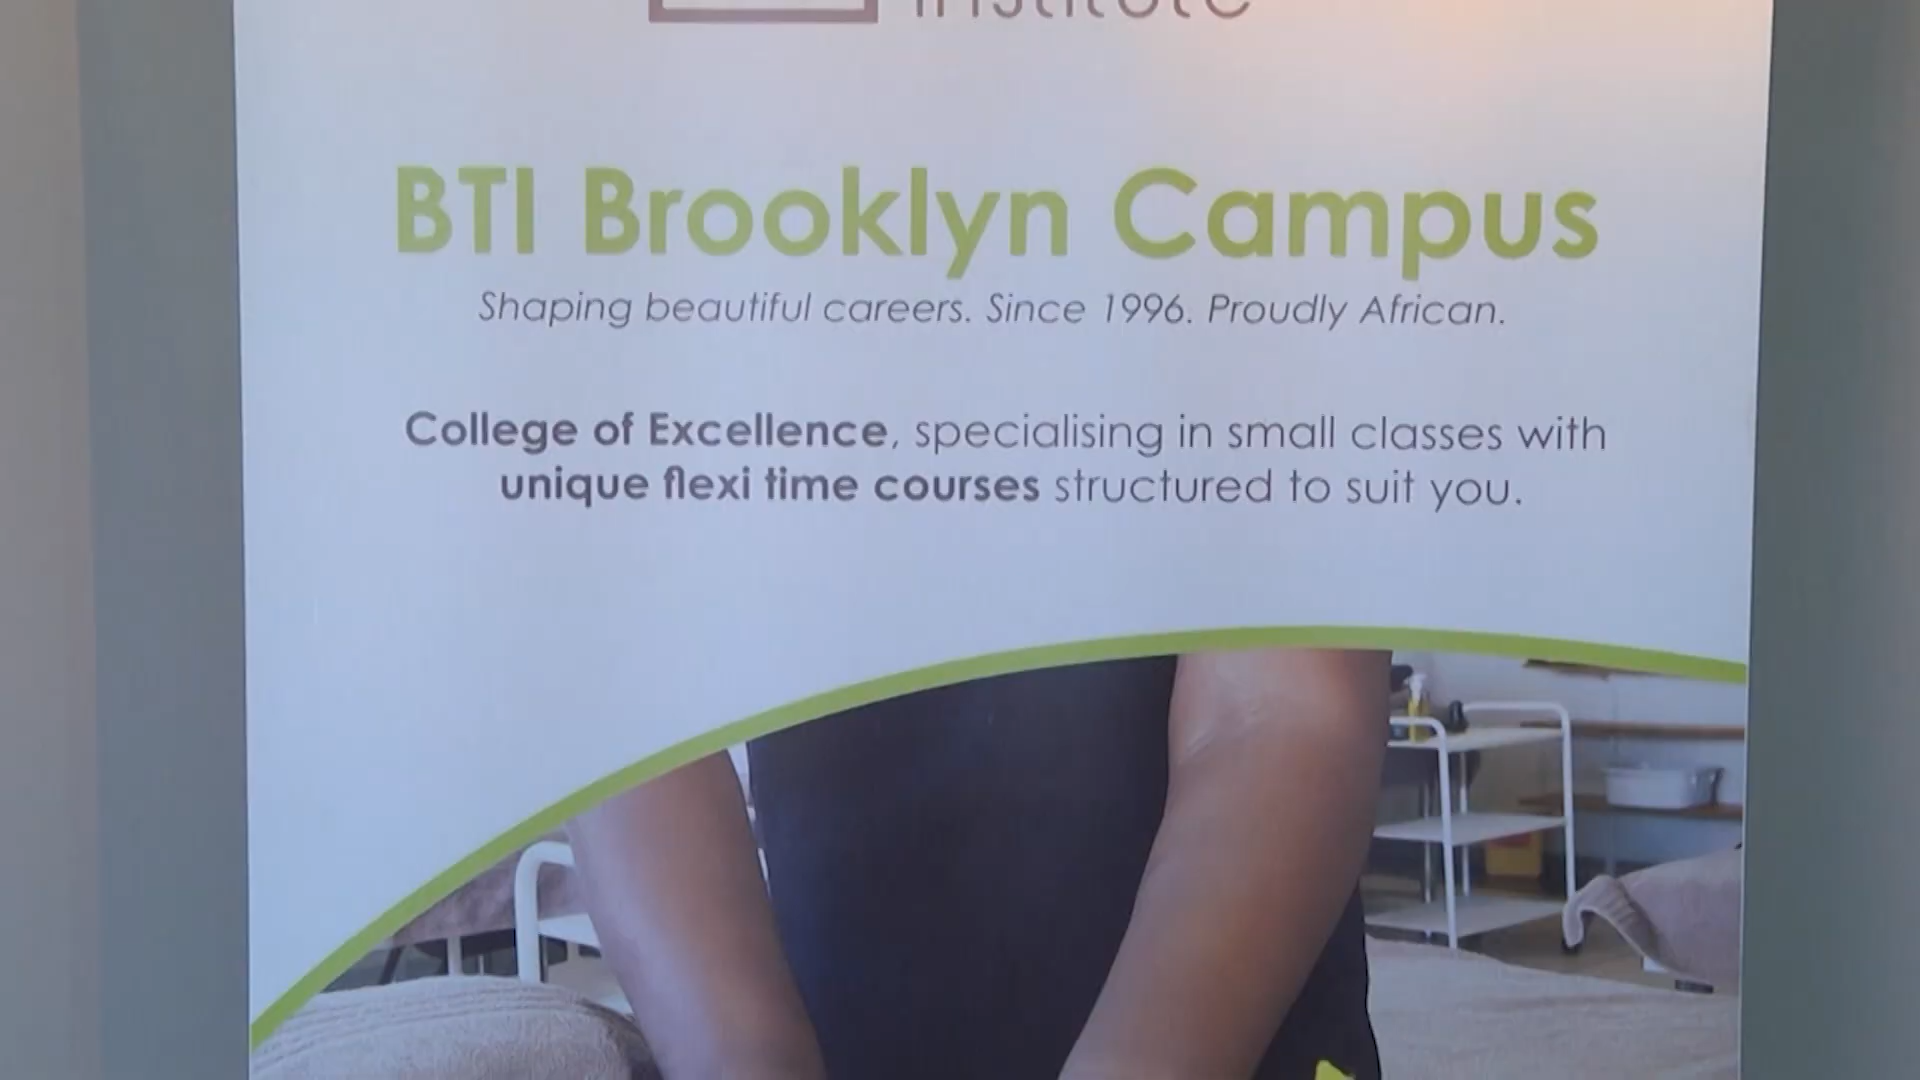 institute
BTI Brooklyn Campus
Shaping beautiful careers. Since 1996. Proudly African.
College of Excellence, specialising in small classes with
unique flexi time courses structured to suit you.